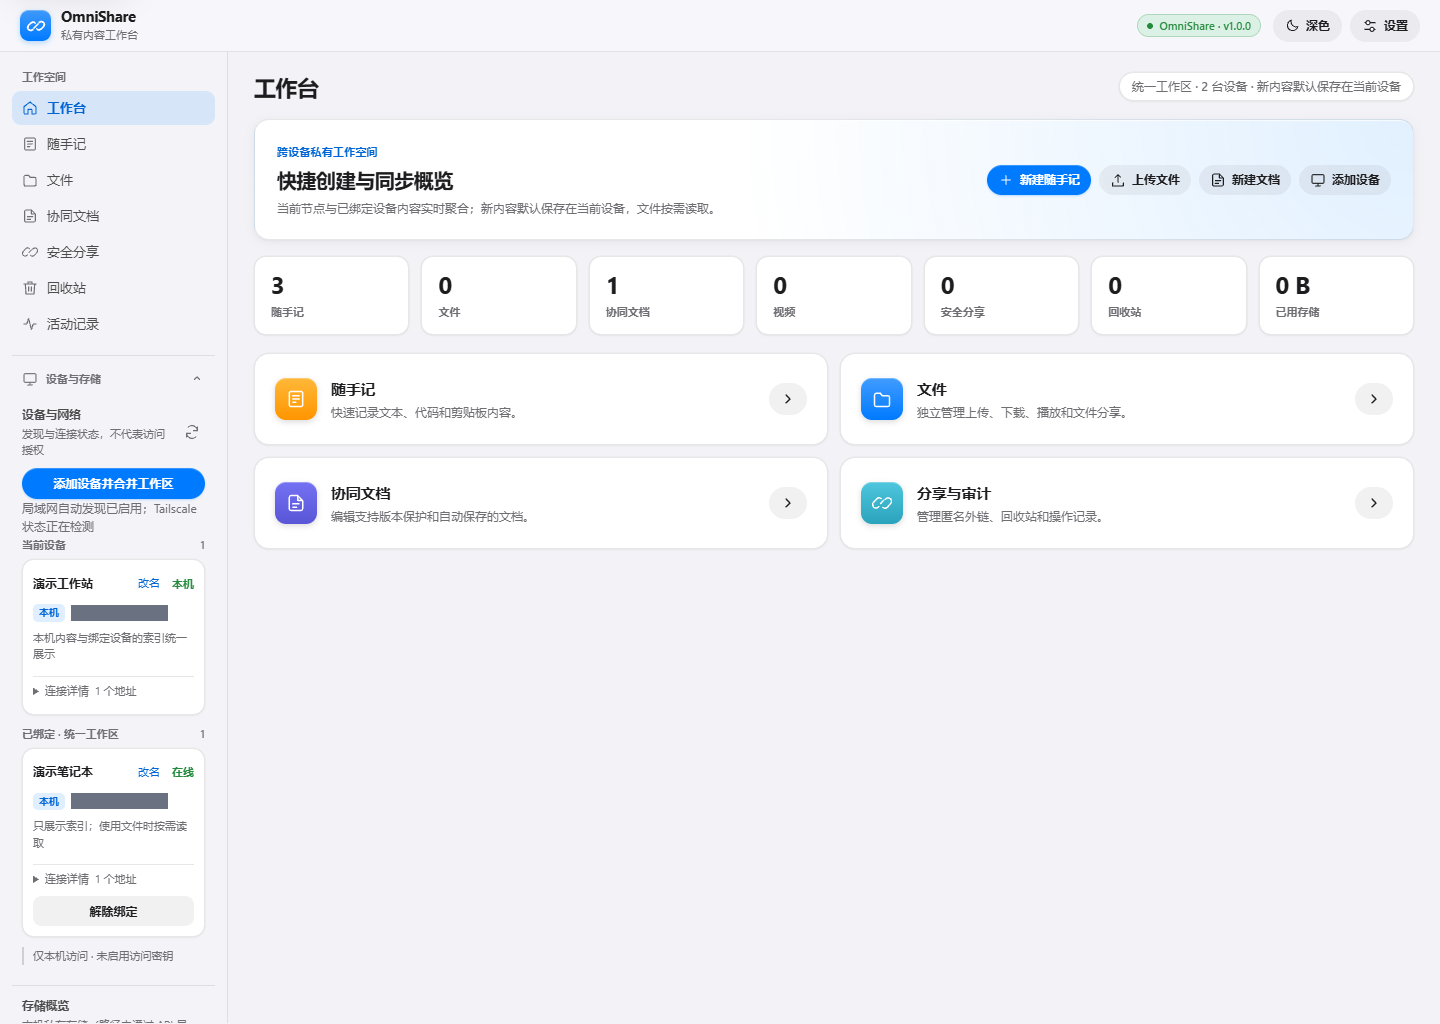 OmniShare
私有内容工作台
OmniShare · v1.0.0
深色
设置
工作空间
工作台
随手记
文件
协同文档
安全分享
回收站
活动记录
设备与存储
设备与网络
发现与连接状态，不代表访问
授权
添加设备并合并工作区
局域网自动发现已启用；Tailscale
状态正在检测
当前设备 1
演示工作站 改名 本机
本机
本机内容与绑定设备的索引统一
展示
连接详情 1 个地址
已绑定 · 统一工作区 1
演示笔记本 改名 在线
本机
只展示索引；使用文件时按需读
取
连接详情 1 个地址
解除绑定
仅本机访问 · 未启用访问密钥
存储概览
工作台
统一工作区 · 2 台设备 · 新内容默认保存在当前设备
跨设备私有工作空间
快捷创建与同步概览
当前节点与已绑定设备内容实时聚合；新内容默认保存在当前设备，文件按需读取。
新建随手记
上传文件
新建文档
添加设备
3
随手记
0
文件
1
协同文档
0
视频
0
安全分享
0
回收站
0 B
已用存储
随手记
快速记录文本、代码和剪贴板内容。
文件
独立管理上传、下载、播放和文件分享。
协同文档
编辑支持版本保护和自动保存的文档。
分享与审计
管理匿名外链、回收站和操作记录。